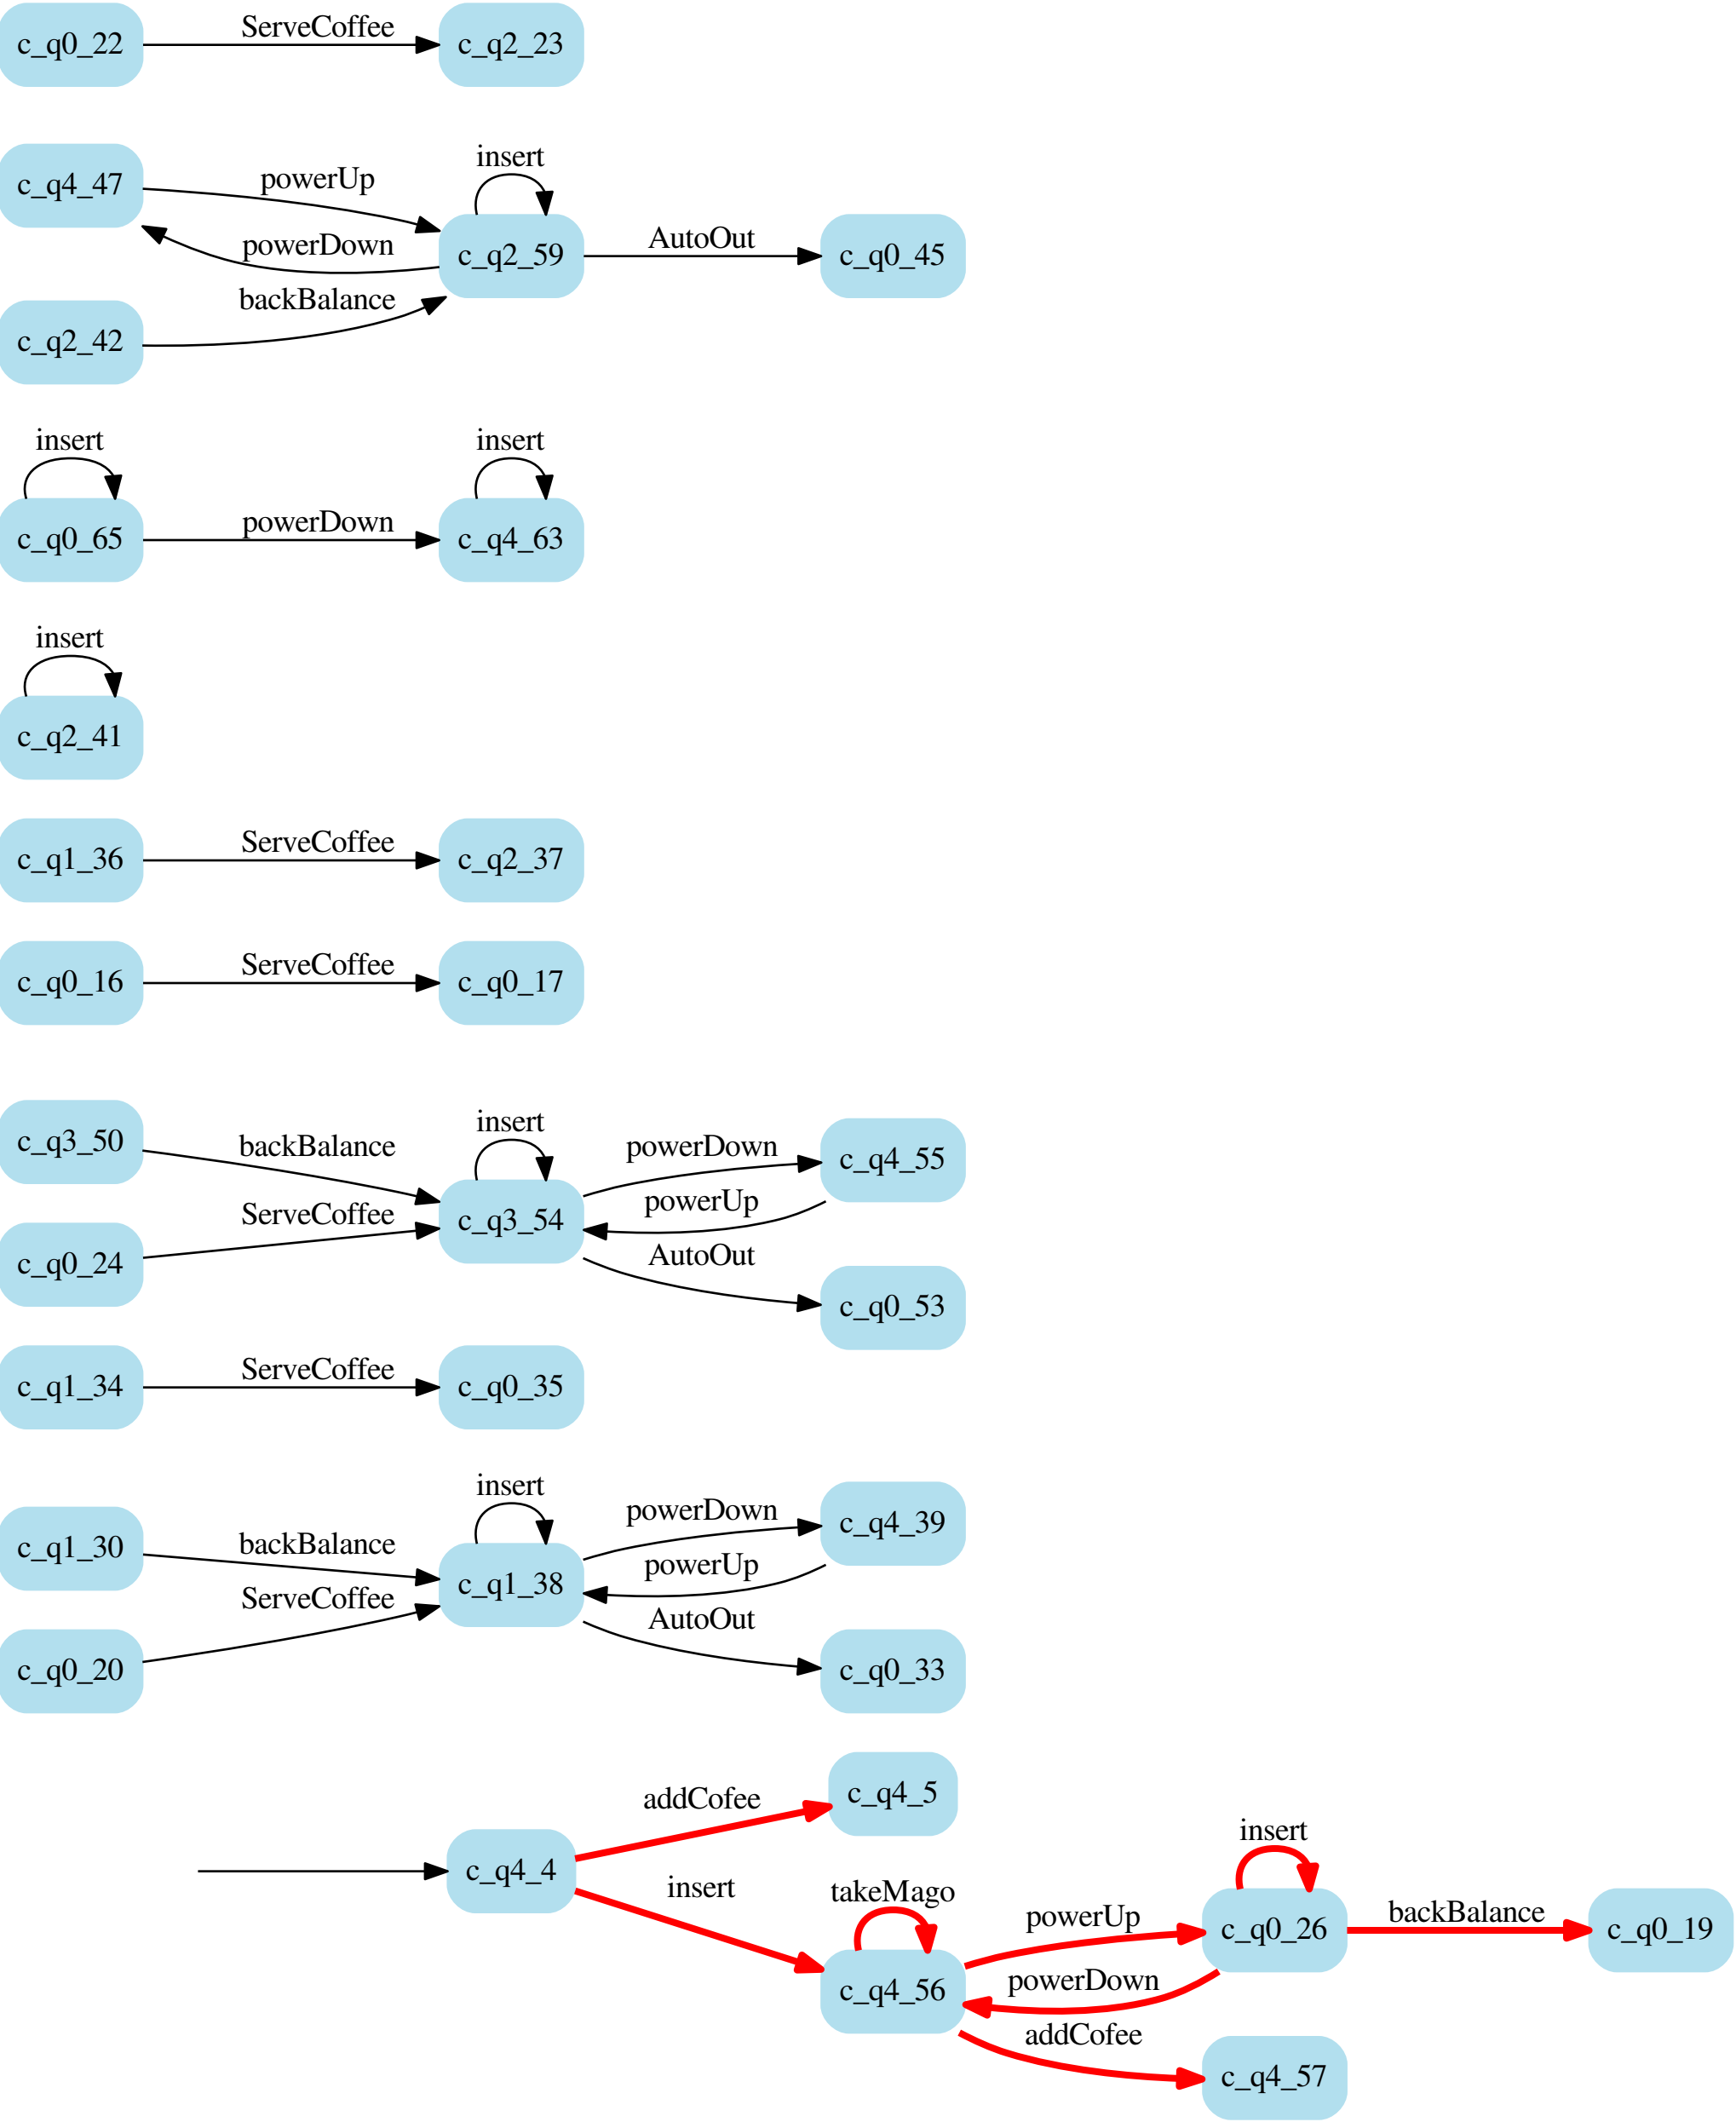 c_q0_22
ServeCoffee
c_q2_23
c_q4_47
powerUp
powerDown
insert
c_q2_59
AutoOut
c_q0_45
c_q2_42
backBalance
insert
c_q0_65
powerDown
insert
c_q4_63
insert
c_q2_41
c_q1_36
ServeCoffee
c_q2_37
c_q0_16
ServeCoffee
c_q0_17
c_q3_50
backBalance
c_q0_24
ServeCoffee
insert
c_q3_54
powerDown
c_q4_55
powerUp
AutoOut
c_q0_53
c_q1_34
ServeCoffee
c_q0_35
c_q1_30
backBalance
c_q0_20
ServeCoffee
insert
c_q1_38
powerDown
c_q4_39
powerUp
AutoOut
c_q0_33
c_q4_4
addCofee
c_q4_5
insert
takeMago
c_q4_56
powerUp
powerDown
addCofee
c_q4_57
insert
c_q0_26
backBalance
c_q0_19